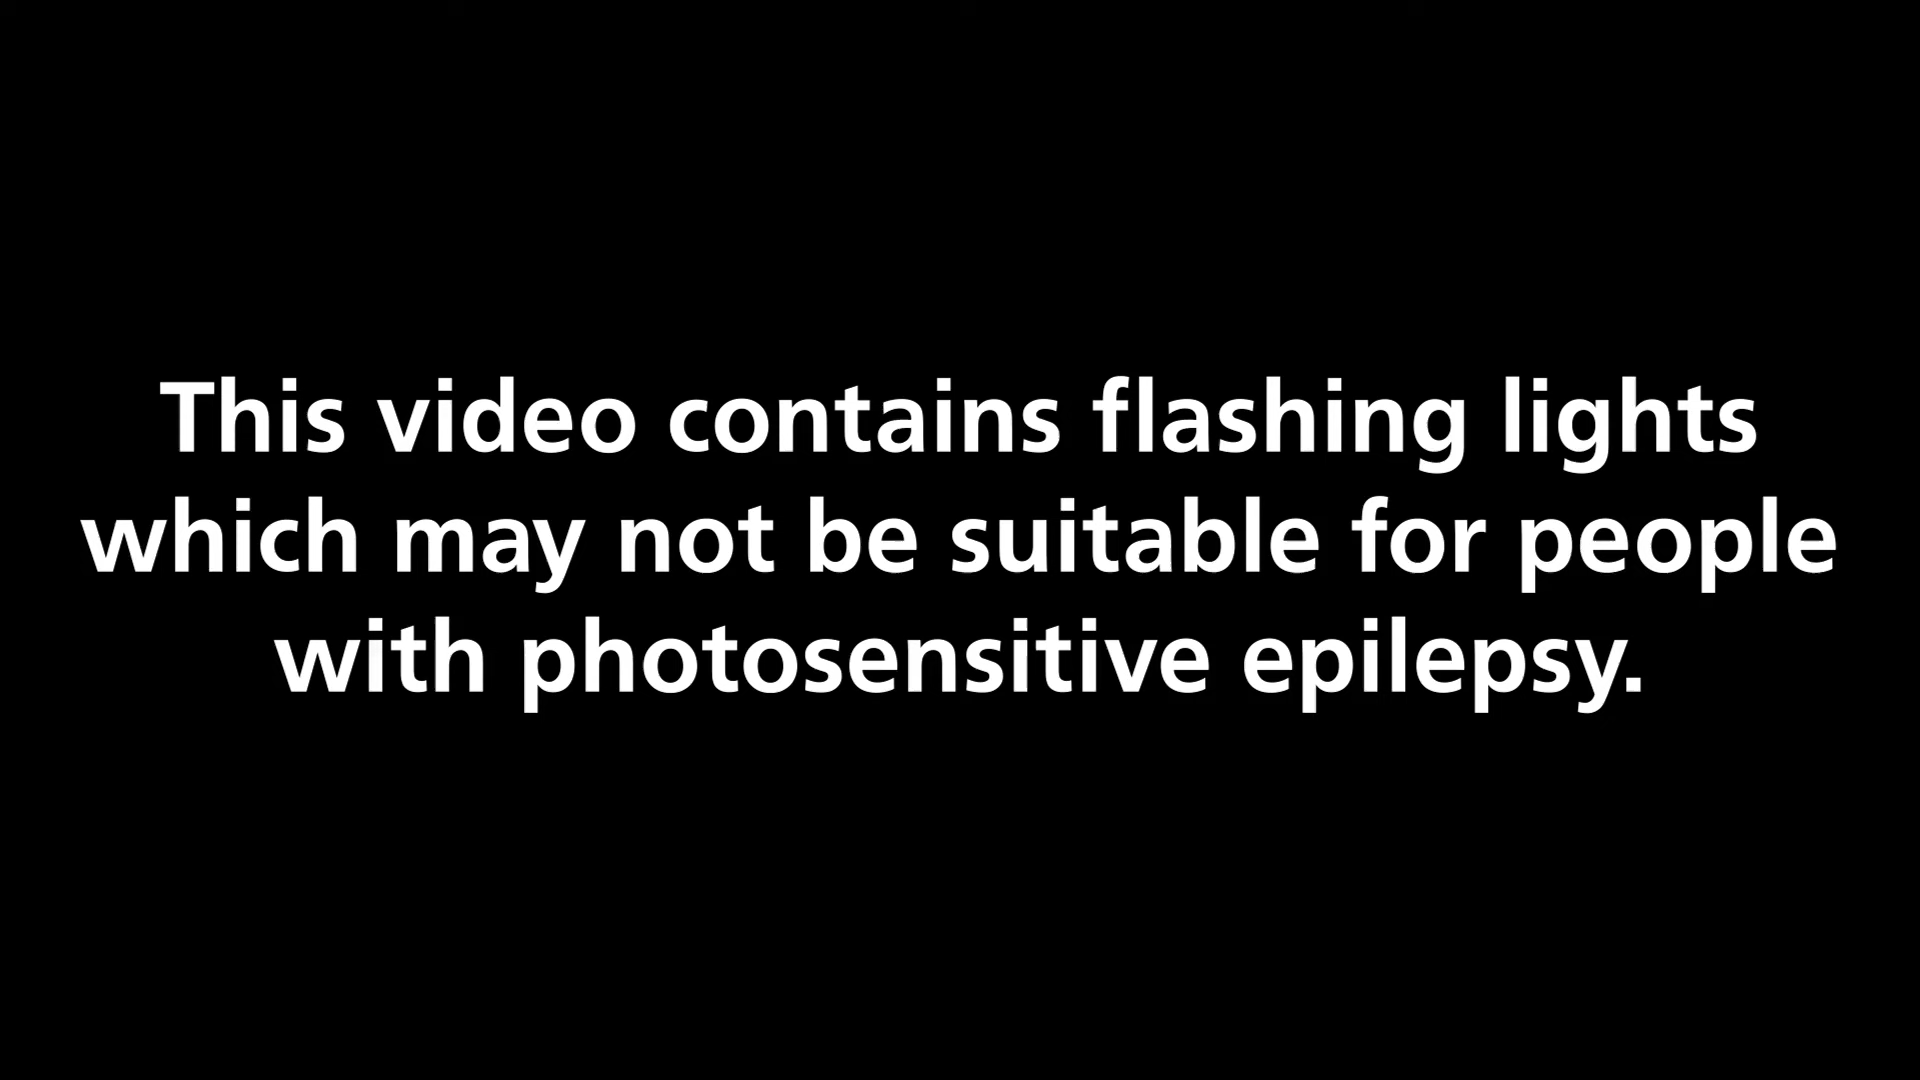 This video contains flashing lights
which may not be suitable for people
with photosensitive epilepsy.